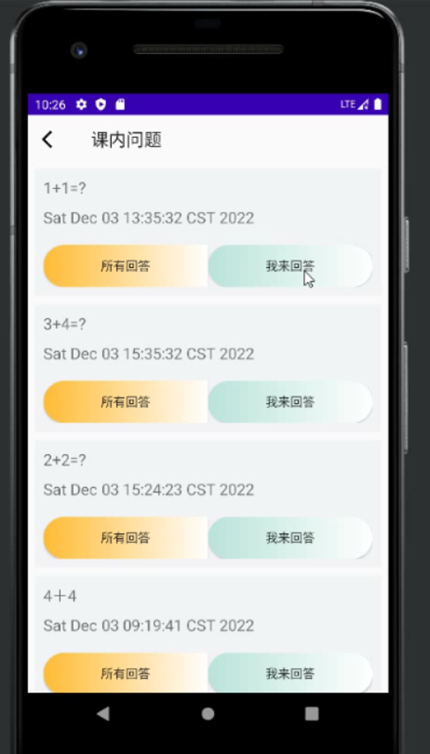 10:26 LTE
课内问题
1+1=?
Sat Dec 03 13:35:32 CST 2022
所有回答 我来回答
3+4=?
Sat Dec 03 15:35:32 CST 2022
所有回答 我来回答
2+2=?
Sat Dec 03 15:24:23 CST 2022
所有回答 我来回答
4＋4
Sat Dec 03 09:19:41 CST 2022
所有回答 我来回答